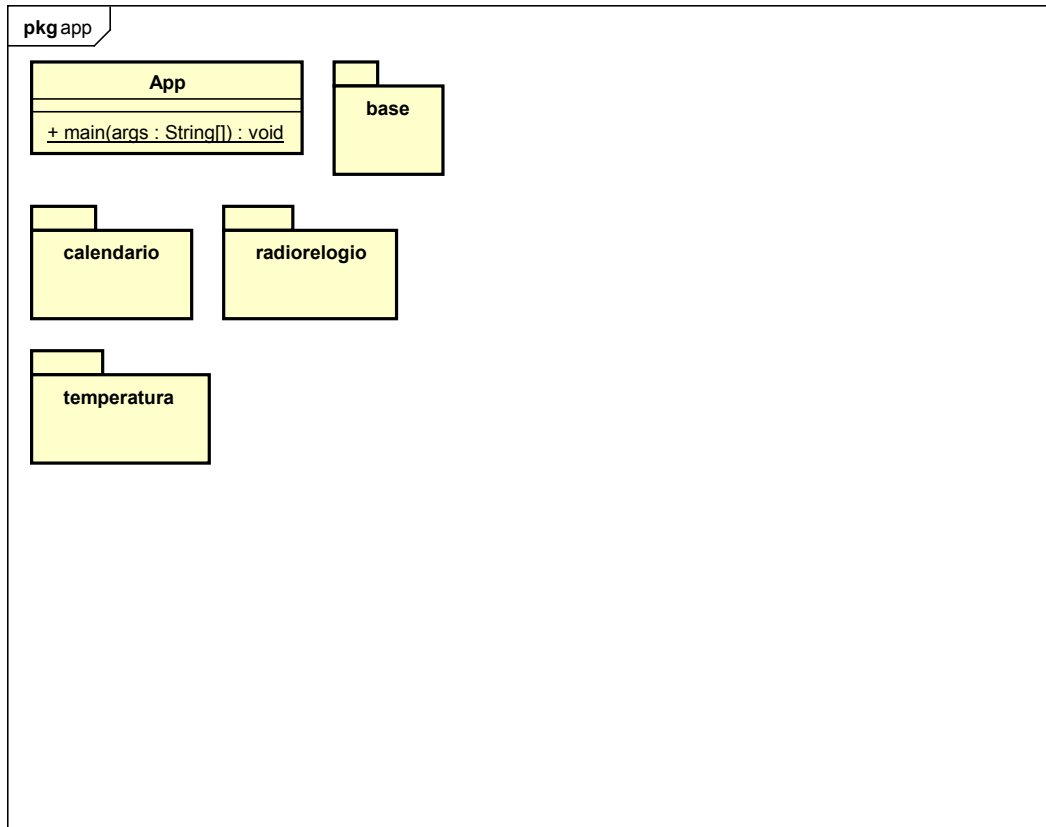 pkg app
App
+ main(args : String[]) : void
base
calendario
radiorelogio
temperatura